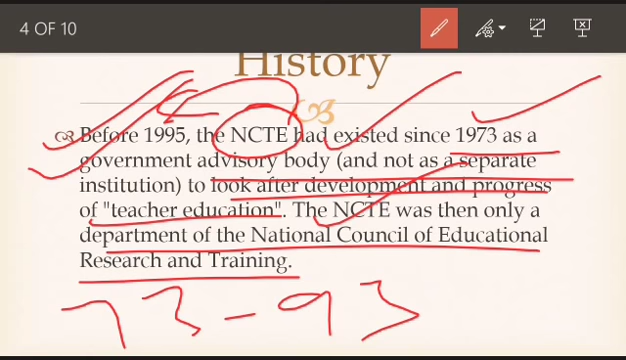 4 OF 10
History
Before 1995, the NCTE had existed since 1973 as a
government advisory body (and not as a separate
institution) to look after development and progress
of "teacher education". The NCTE was then only a
department of the National Council of Educational
Research and Training.
73-93